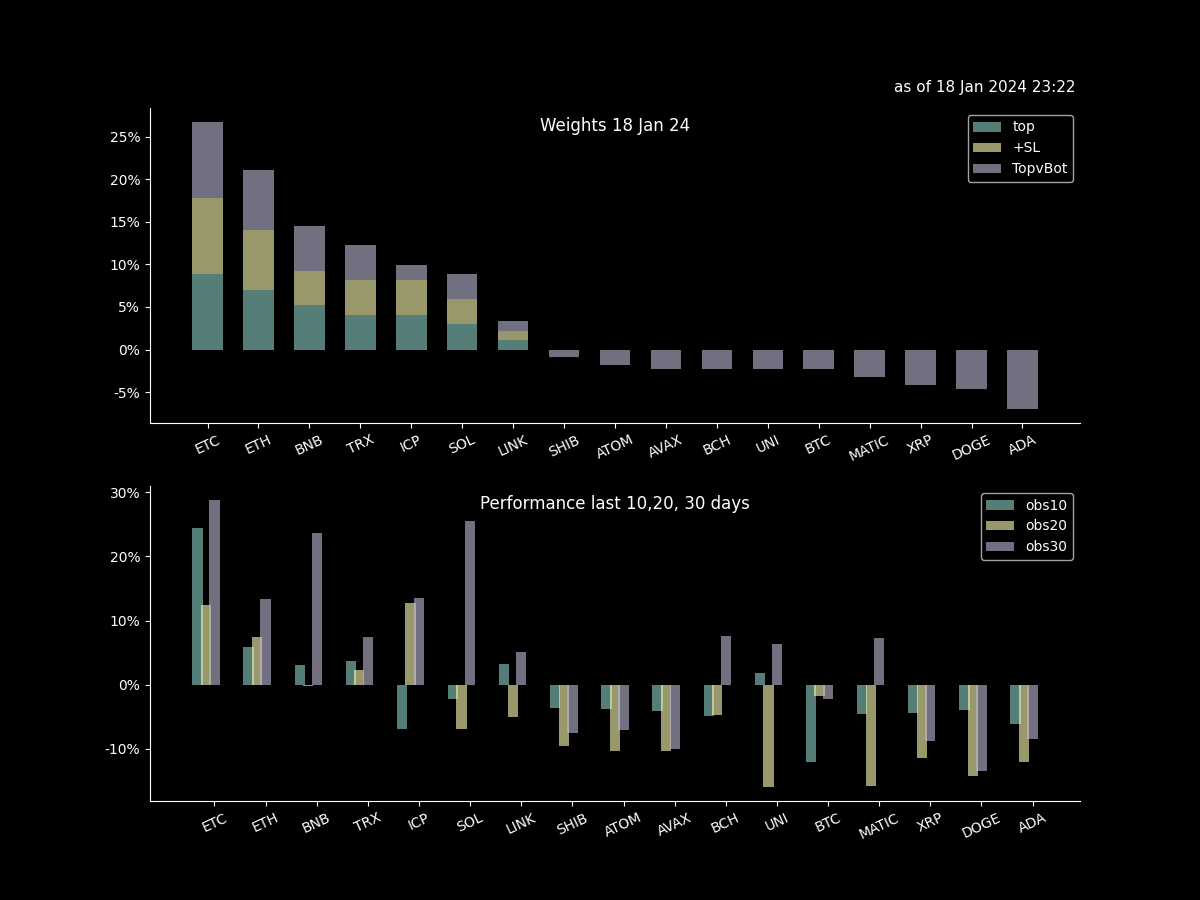 as of 18 Jan 2024 23:22
Weights 18 Jan 24
top
+SL
TopvBot
25%
20%
15%
10%
5%
0%
-5%
ETC ETH BNB TRX ICP SOL LINK SHIB ATOM AVAX BCH UNI BTC MATIC XRP DOGE ADA
Performance last 10,20, 30 days
obs10
obs20
obs30
30%
20%
10%
0%
-10%
ETC ETH BNB TRX ICP SOL LINK SHIB ATOM AVAX BCH UNI BTC MATIC XRP DOGE ADA